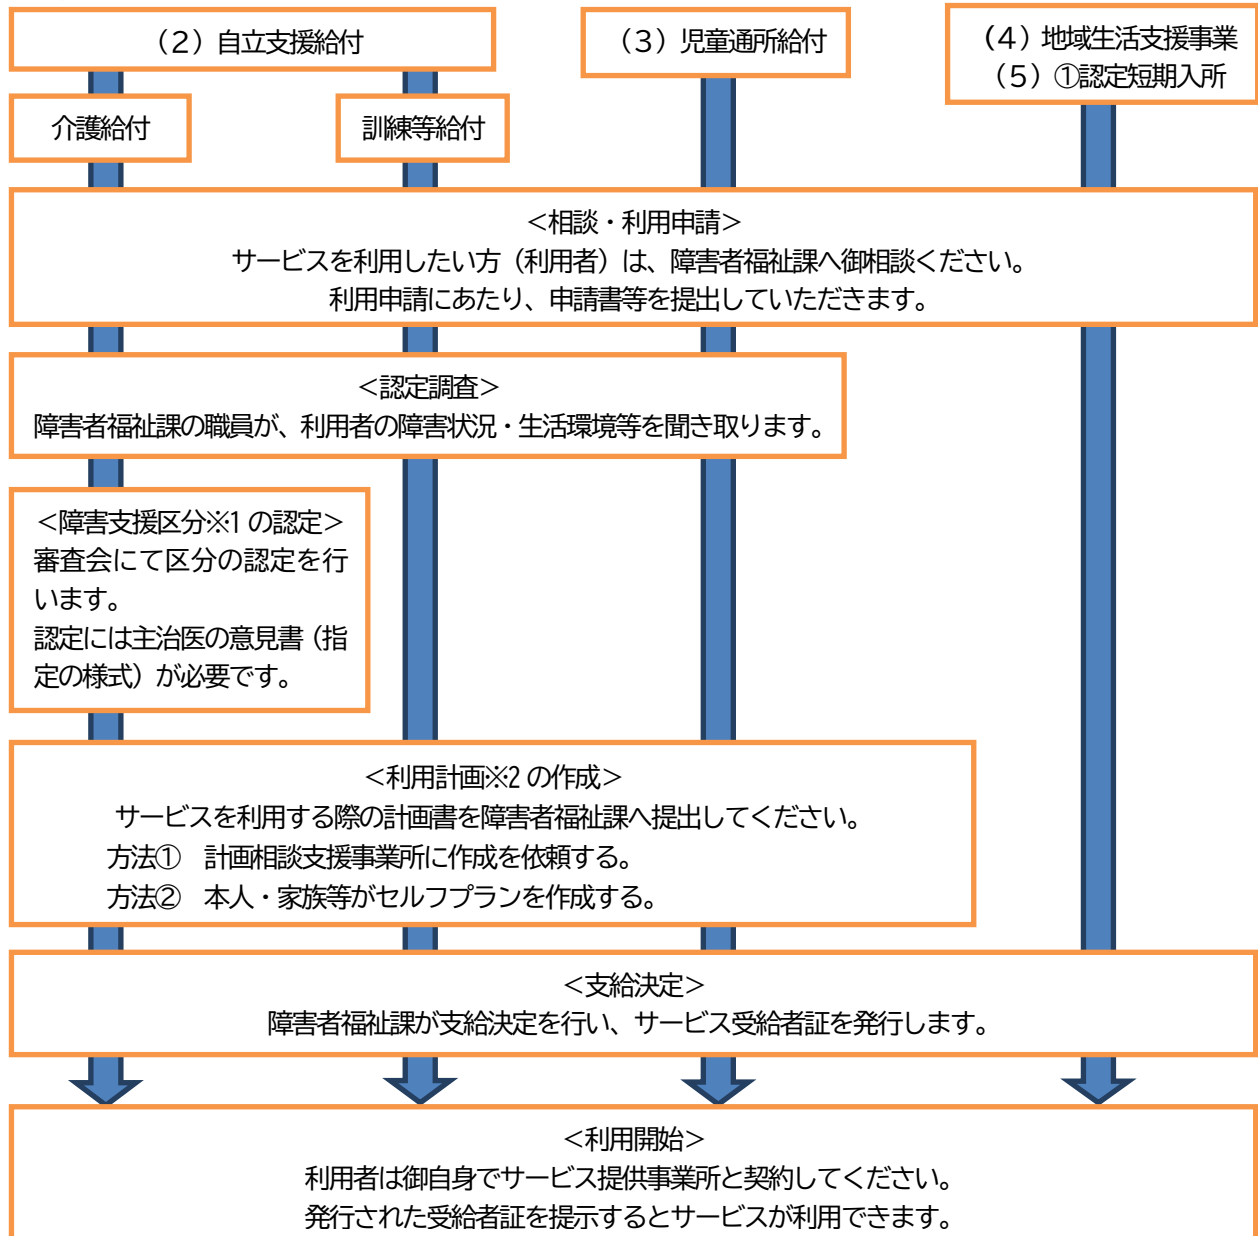 （２）自立支援給付
（３）児童通所給付
（４）地域生活支援事業
（５）①認定短期入所
介護給付
訓練等給付
＜相談・利用申請＞
サービスを利用したい方（利用者）は、障害者福祉課へ御相談ください。
利用申請にあたり、申請書等を提出していただきます。
＜認定調査＞
障害者福祉課の職員が、利用者の障害状況・生活環境等を聞き取ります。
＜障害支援区分※1 の認定＞
審査会にて区分の認定を行
います。
認定には主治医の意見書（指
定の様式）が必要です。
＜利用計画※2 の作成＞
サービスを利用する際の計画書を障害者福祉課へ提出してください。
方法①　計画相談支援事業所に作成を依頼する。
方法②　本人・家族等がセルフプランを作成する。
＜支給決定＞
障害者福祉課が支給決定を行い、サービス受給者証を発行します。
＜利用開始＞
利用者は御自身でサービス提供事業所と契約してください。
発行された受給者証を提示するとサービスが利用できます。